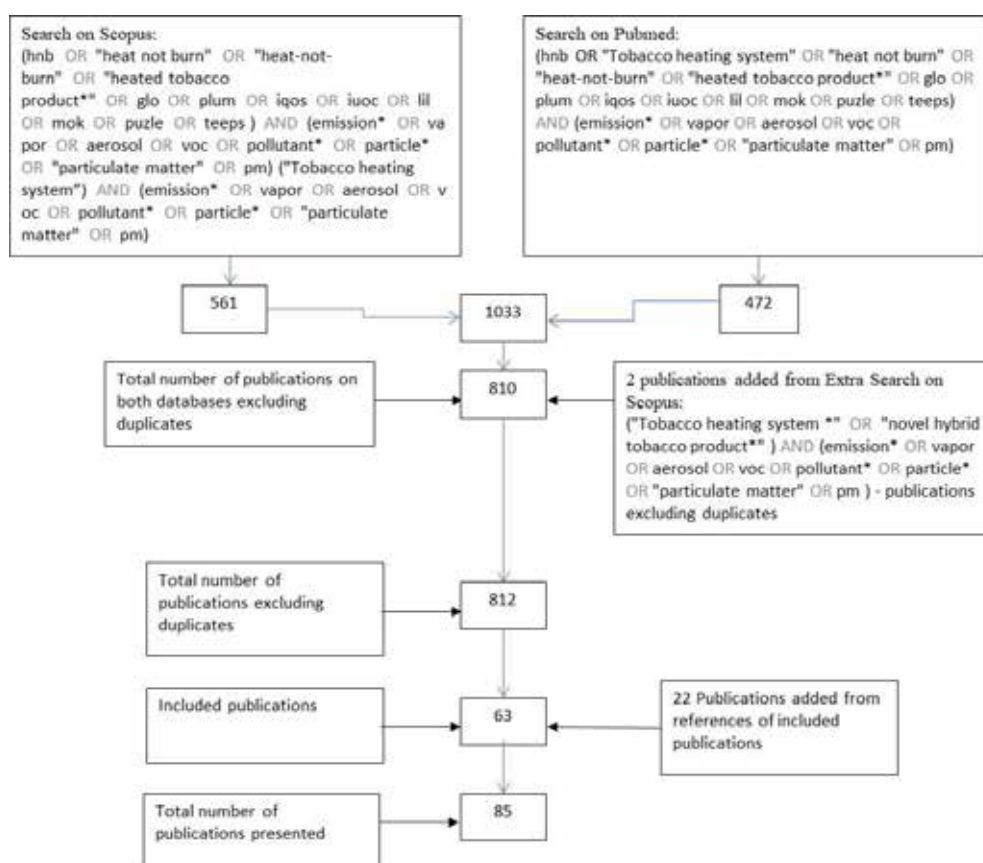 Search on Scopus:
(hnb OR "heat not burn" OR "heat-not-
burn" OR "heated tobacco
product*" OR glo OR plum OR iqos OR iuoc OR lil
OR mok OR puzle OR teeps ) AND (emission* OR va
por OR aerosol OR voc OR pollutant* OR particle*
OR "particulate matter" OR pm) ("Tobacco heating
system") AND (emission* OR vapor OR aerosol OR v
oc OR pollutant* OR particle* OR "particulate
matter" OR pm)
Search on Pubmed:
(hnb OR "Tobacco heating system" OR "heat not burn" OR
"heat-not-burn" OR "heated tobacco product*" OR glo OR
plum OR iqos OR iuoc OR lil OR mok OR puzle OR teeps)
AND (emission* OR vapor OR aerosol OR voc OR
pollutant* OR particle* OR "particulate matter" OR pm)
561
1033
472
Total number of publications on
both databases excluding
duplicates
810
2 publications added from Extra Search on
Scopus:
("Tobacco heating system *" OR "novel hybrid
tobacco product*" ) AND (emission* OR vapor
OR aerosol OR voc OR pollutant* OR particle*
OR "particulate matter" OR pm ) - publications
excluding duplicates
Total number of
publications excluding
duplicates
812
Included publications
63
22 Publications added from
references of included
publications
Total number of
publications presented
85